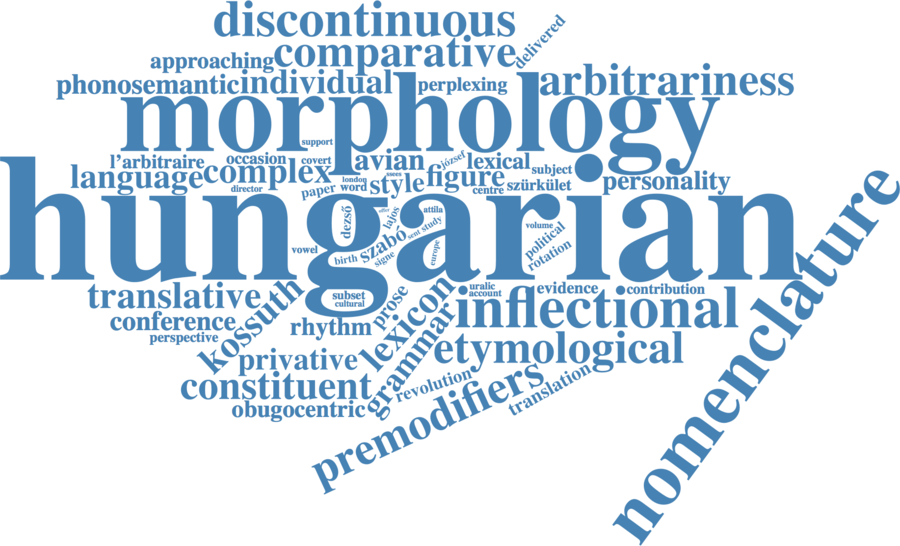 discontinuous
delivered
approaching
comparative
phonosemantic
individual
perplexing
arbitrariness
morphology
support
l'arbitraire
occasion
covert
avian
józsef
lexical
subject
language
complex
london
ssees
style
figure
centre
szürkület
personality
director
paper
word
hungarian
dezső
lajos
attila
szabó
sent
study
vowel
birth
signe
europe
volume
political
rotation
nomenclature
translative
kossuth
subset
cultural
prose
lexicon
uralic
account
evidence
contribution
inflectional
conference
perspective
rhythm
grammar
privative
etymological
constituent
revolution
obugocentric
premodifiers
translation